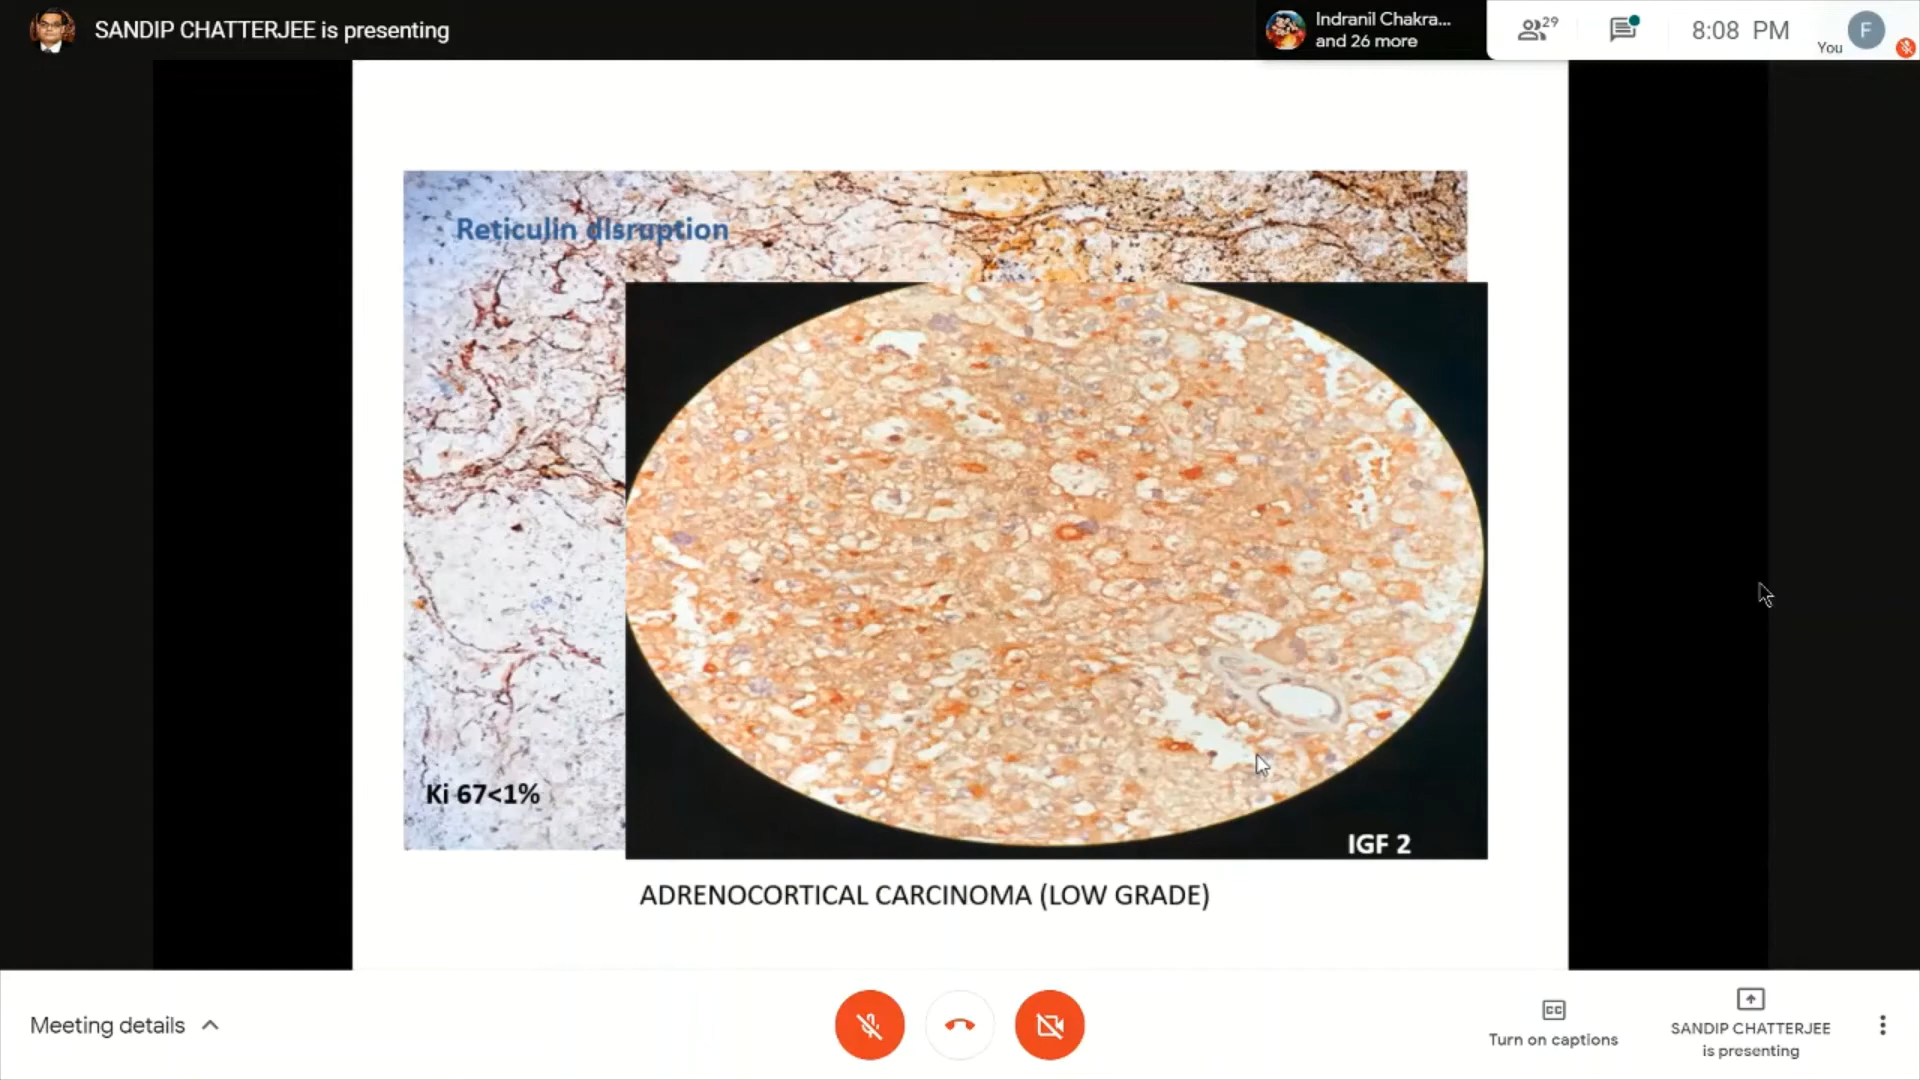 SANDIP CHATTERJEE is presenting
Indranil Chakra...
and 26 more
29
8:08 PM
You
F
Reticulin disruption
Ki 67<1%
IGF 2
ADRENOCORTICAL CARCINOMA (LOW GRADE)
Meeting details
CC
Turn on captions
SANDIP CHATTERJEE
is presenting